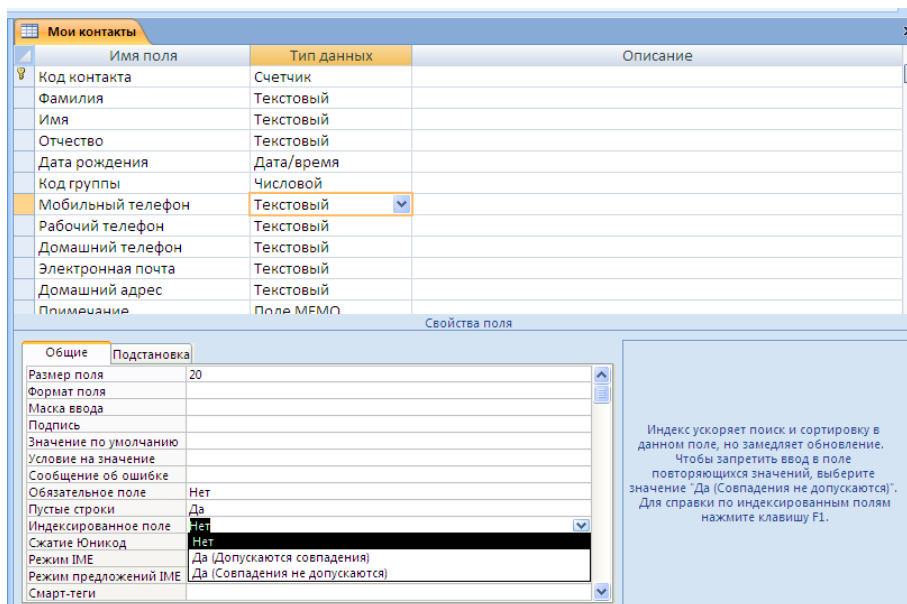 Мои контакты
Имя поля Тип данных Описание
Код контакта Счетчик
Фамилия Текстовый
Имя Текстовый
Отчество Текстовый
Дата рождения Дата/время
Код группы Числовой
Мобильный телефон Текстовый
Рабочий телефон Текстовый
Домашний телефон Текстовый
Электронная почта Текстовый
Домашний адрес Текстовый
Примечание Поле МЕМО
Свойства поля
Общие Подстановка
Размер поля 20
Формат поля
Маска ввода
Подпись
Значение по умолчанию
Условие на значение
Сообщение об ошибке
Обязательное поле Нет
Пустые строки Да
Индексированное поле Нет
Сжатие Юникод Нет
Режим IME Да (Допускаются совпадения)
Режим предложений IME Да (Совпадения не допускаются)
Смарт-теги
Индекс ускоряет поиск и сортировку в
данном поле, но замедляет обновление.
Чтобы запретить ввод в поле
повторяющихся значений, выберите
значение "Да (Совпадения не допускаются)".
Для справки по индексированным полям
нажмите клавишу F1.